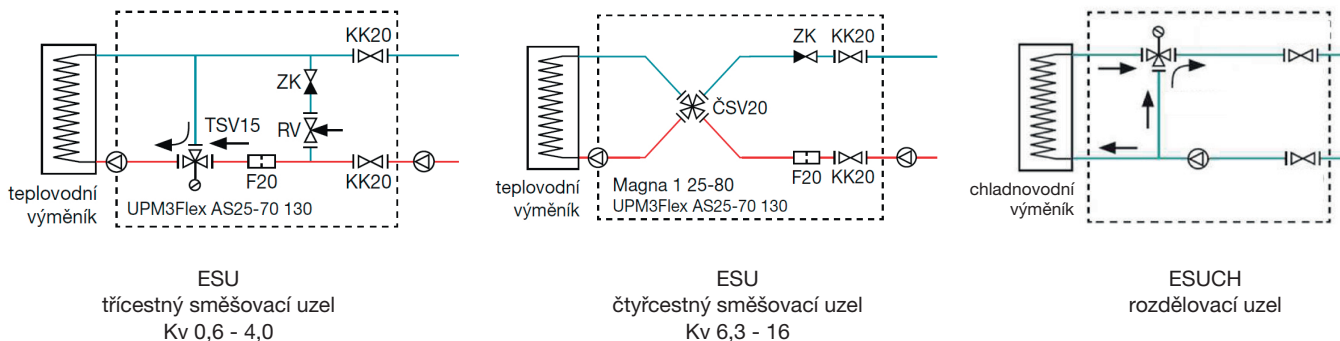 KK20
ZK
TSV15
RV
F20
KK20
teplovodní
výměník
UPM3Flex AS25-70 130
ESU
třícestný směšovací uzel
Kv 0,6 - 4,0
ZK
KK20
ČSV20
F20
KK20
teplovodní
výměník
Magna 1 25-80
UPM3Flex AS25-70 130
ESU
čtyřcestný směšovací uzel
Kv 6,3 - 16
chladnovodní
výměník
ESUCH
rozdělovací uzel